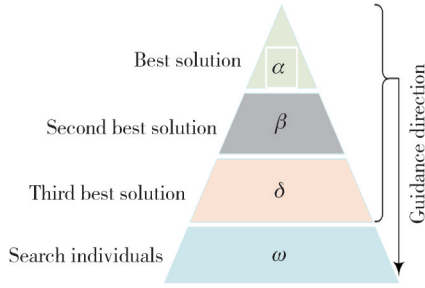 Best solution
α
Second best solution
β
Third best solution
δ
Search individuals
ω
Guidance direction